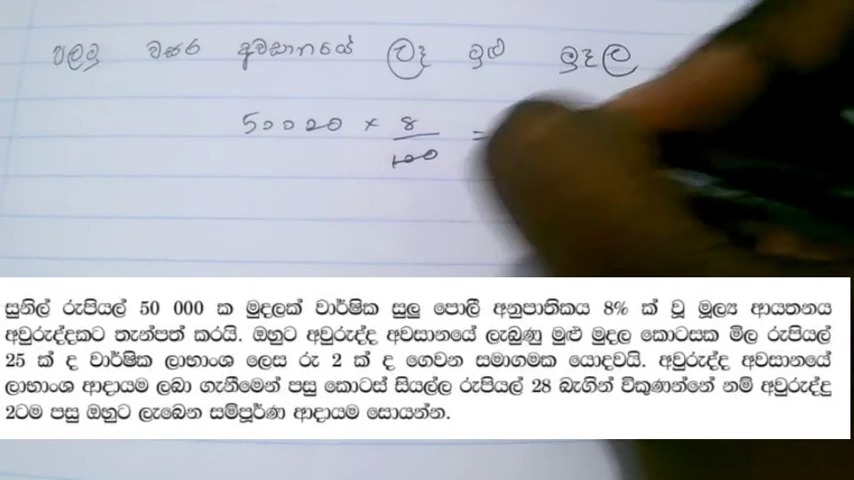 පලමු වසර අවසානයේ ලද මුළු මුදල
50000 × 8/100 =
සුනිල් රුපියල් 50 000 ක මුදලක් වාර්ෂික සුලු පොලී අනුපාතිකය 8% ක් වූ මූල්‍ය ආයතනය
අවුරුද්දකට තැන්පත් කරයි. ඔහුට අවුරුද්ද අවසානයේ ලැබුණු මුළු මුදල කොටසක මිල රුපියල්
25 ක් ද වාර්ෂික ලාභාංශ ලෙස රු 2 ක් ද ගෙවන සමාගමක යොදවයි. අවුරුද්ද අවසානයේ
ලාභාංශ ආදායම ලබා ගැනීමෙන් පසු කොටස් සියල්ල රුපියල් 28 බැගින් විකුණන්නේ නම් අවුරුද්දු
2ටම පසු ඔහුට ලැබෙන සම්පූර්ණ ආදායම සොයන්න.